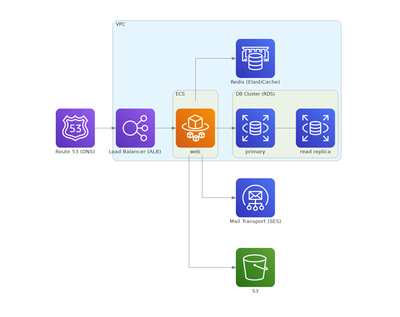 VPC
Redis (ElastiCache)
ECS
DB Cluster (RDS)
53
Route 53 (DNS)
Load Balancer (ALB)
web
primary
read replica
Mail Transport (SES)
S3